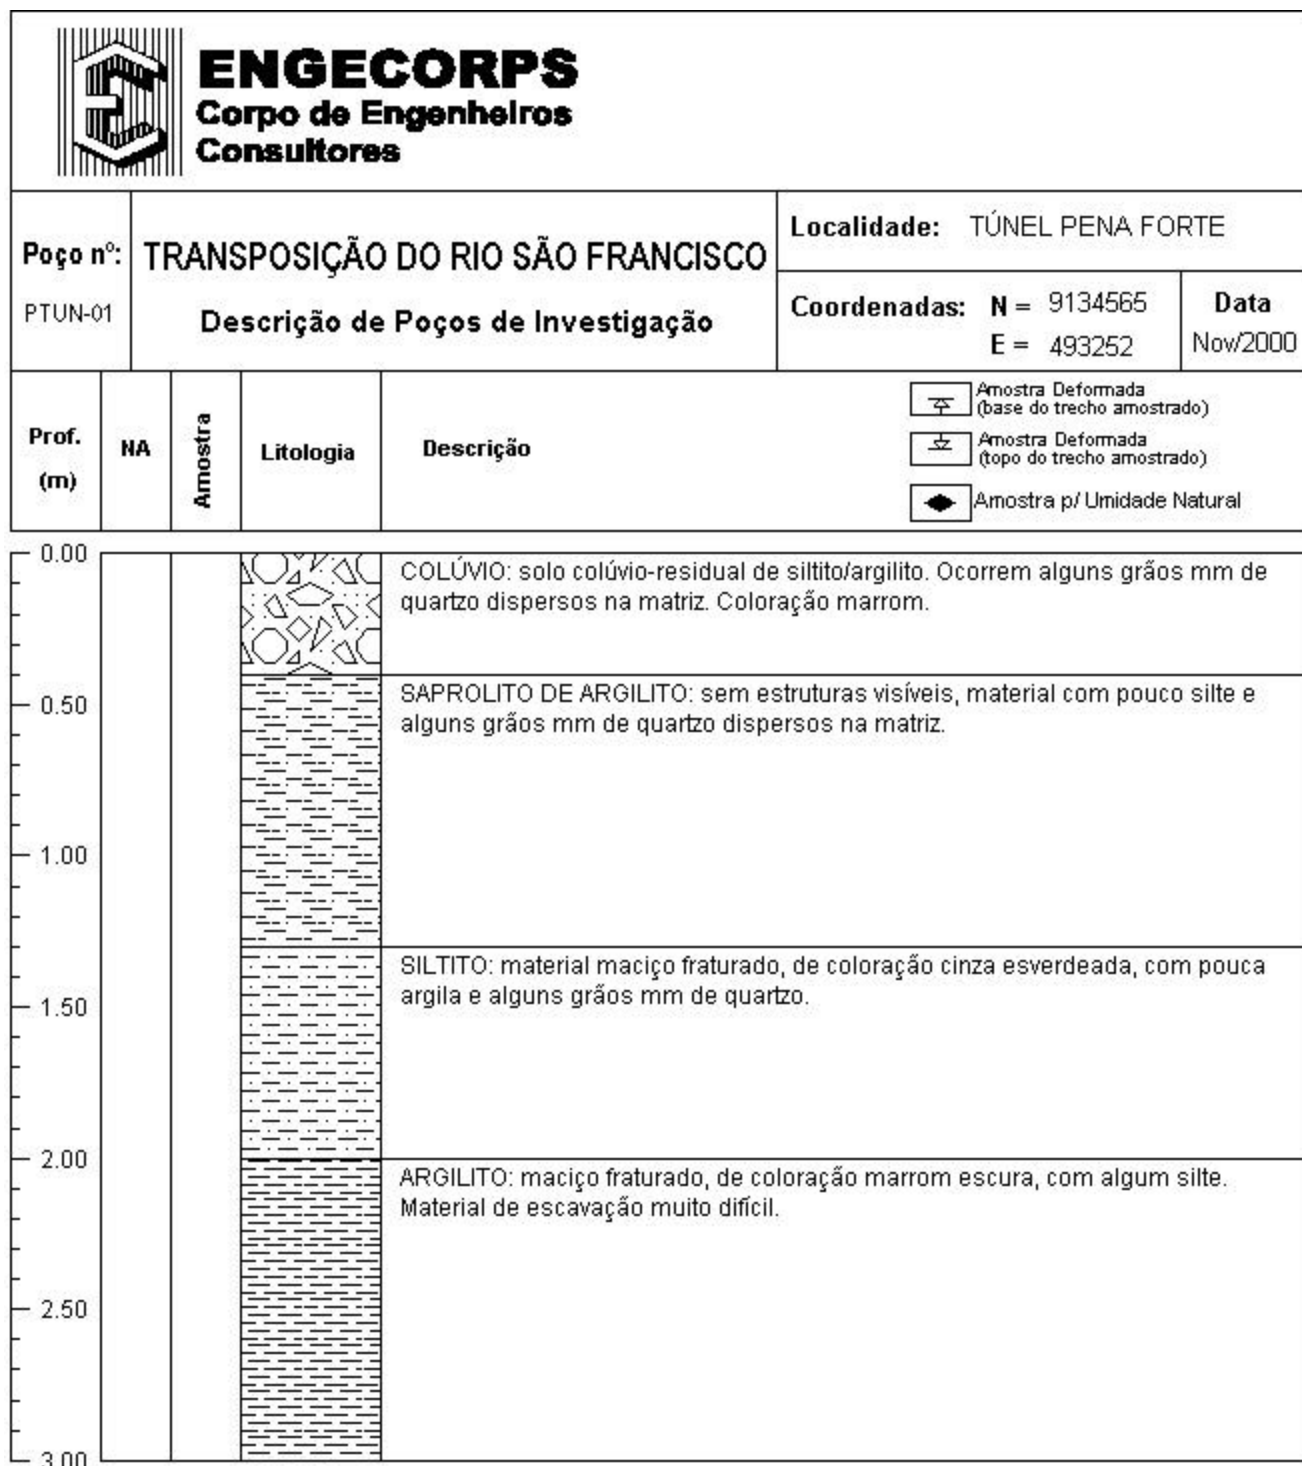 ENGECORPS
Corpo de Engenheiros
Consultores
Poço nº:
PTUN-01
TRANSPOSIÇÃO DO RIO SÃO FRANCISCO
Descrição de Poços de Investigação
Localidade: TÚNEL PENA FORTE
Coordenadas: N = 9134565
E = 493252
Data
Nov/2000
Prof.
(m)
NA
Amostra
Litologia
Descrição
Amostra Deformada
(base do trecho amostrado)
Amostra Deformada
(topo do trecho amostrado)
Amostra p/ Umidade Natural
0.00
COLÚVIO: solo colúvio-residual de siltito/argilito. Ocorrem alguns grãos mm de
quartzo dispersos na matriz. Coloração marrom.
0.50
SAPROLITO DE ARGILITO: sem estruturas visíveis, material com pouco silte e
alguns grãos mm de quartzo dispersos na matriz.
1.00
SILTITO: material maciço fraturado, de coloração cinza esverdeada, com pouca
argila e alguns grãos mm de quartzo.
1.50
2.00
ARGILITO: maciço fraturado, de coloração marrom escura, com algum silte.
Material de escavação muito difícil.
2.50
3.00